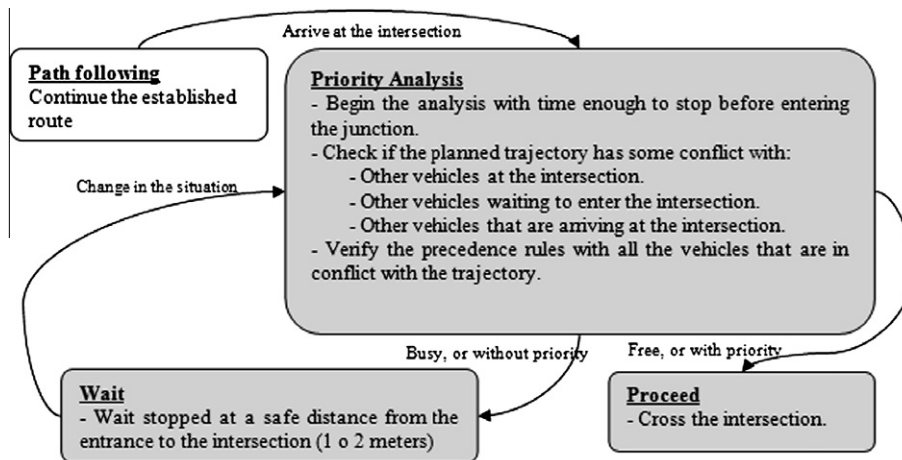 Arrive at the intersection
Path following
Continue the established
route
Priority Analysis
- Begin the analysis with time enough to stop before entering
the junction.
- Check if the planned trajectory has some conflict with:
- Other vehicles at the intersection.
- Other vehicles waiting to enter the intersection.
- Other vehicles that are arriving at the intersection.
- Verify the precedence rules with all the vehicles that are in
conflict with the trajectory.
Change in the situation
Busy, or without priority
Free, or with priority
Wait
- Wait stopped at a safe distance from the
entrance to the intersection (1 o 2 meters)
Proceed
- Cross the intersection.